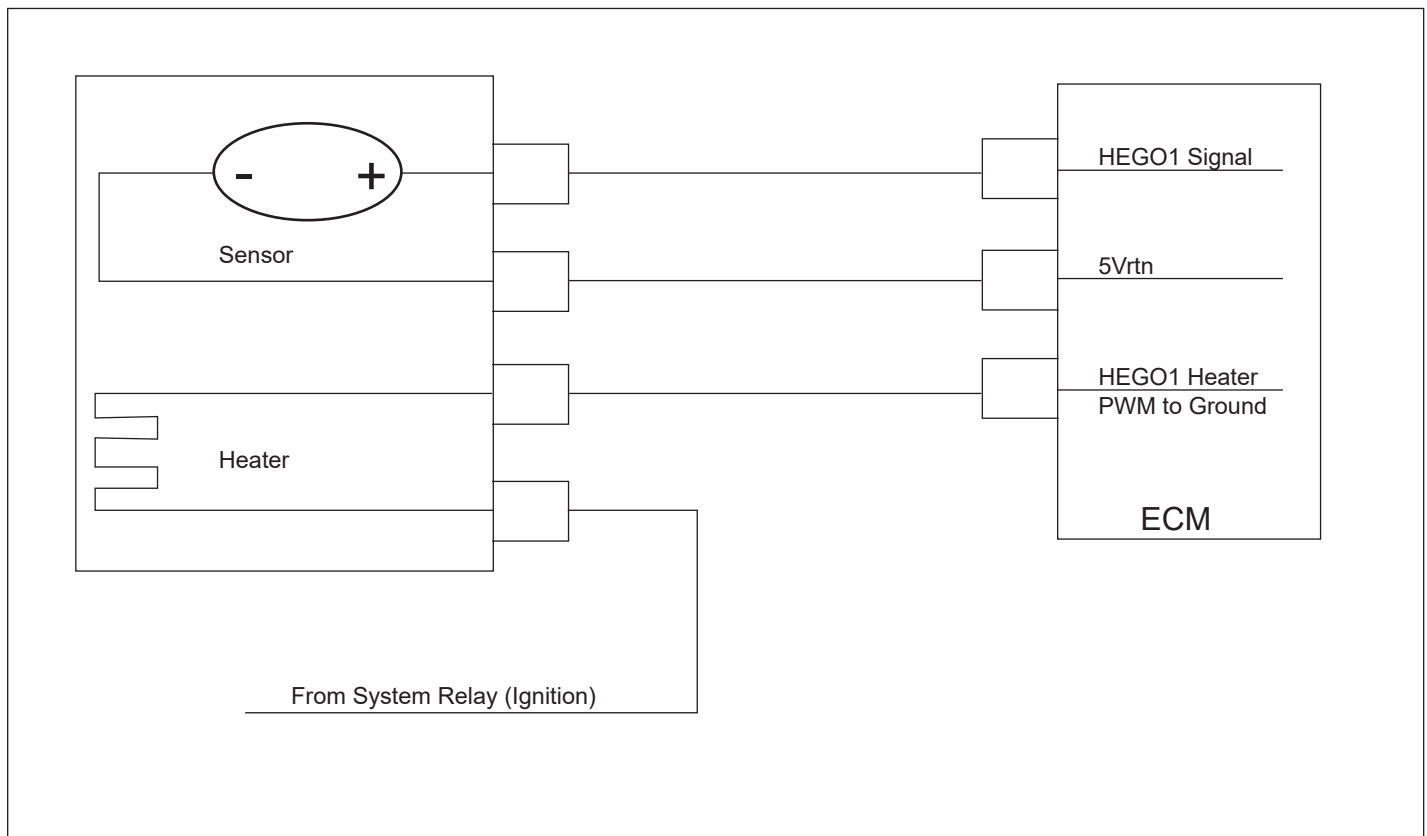 - +
Sensor
Heater
From System Relay (Ignition)
HEGO1 Signal
5Vrtn
HEGO1 Heater
PWM to Ground
ECM